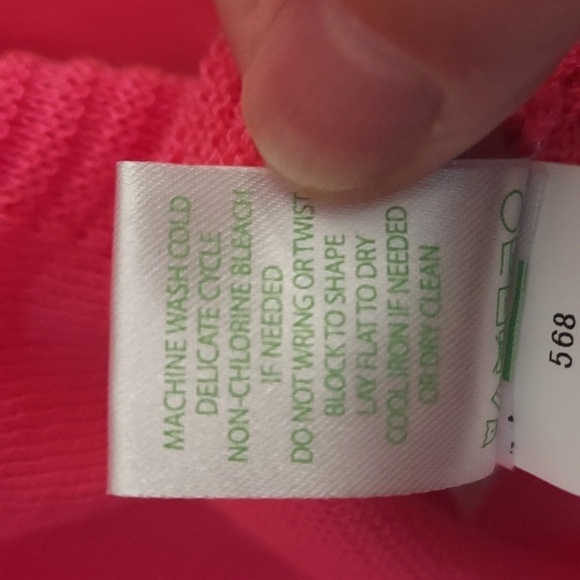 MACHINE WASH COLD
DELICATE CYCLE
NON-CHLORINE BLEACH
IF NEEDED
DO NOT WRING OR TWIST
BLOCK TO SHAPE
LAY FLAT TO DRY
COOL IRON IF NEEDED
OR DRY CLEAN
568